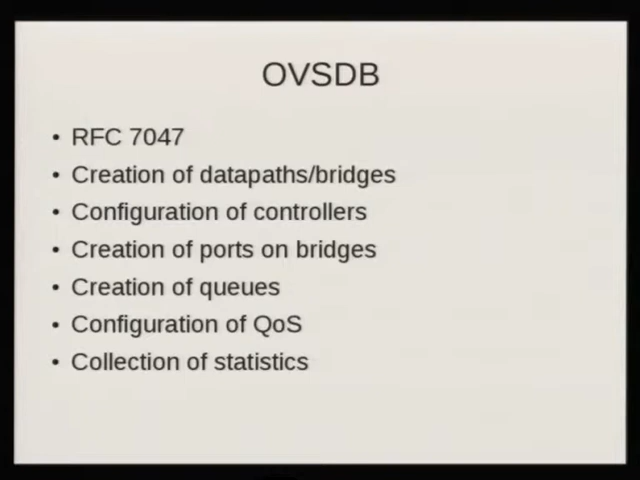 OVSDB
• RFC 7047
• Creation of datapaths/bridges
• Configuration of controllers
• Creation of ports on bridges
• Creation of queues
• Configuration of QoS
• Collection of statistics